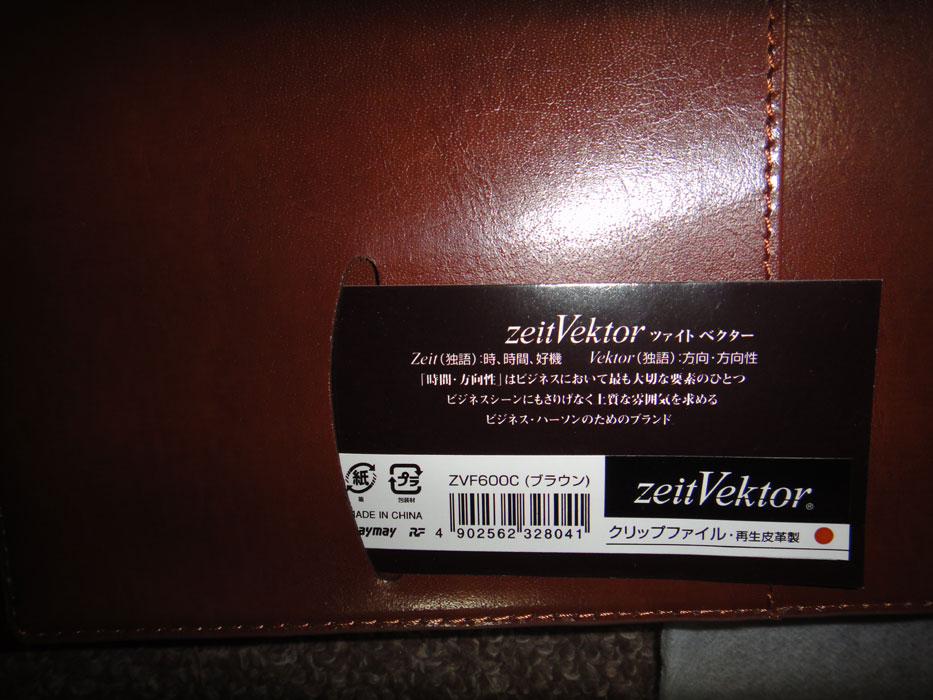 zeitVektor ツァイト ベクター
Zeit(独語):時、時間、好機 Vektor(独語):方向・方向性
「時間・方向性」はビジネスにおいて最も大切な要素のひとつ
ビジネスシーンにもさりげなく上質な雰囲気を求める
ビジネス・パーソンのためのブランド
紙
プラ
包装材
ZVF600C (ブラウン)
MADE IN CHINA
aymay
4 902562 328041
zeitVektor®
クリップファイル・再生皮革製